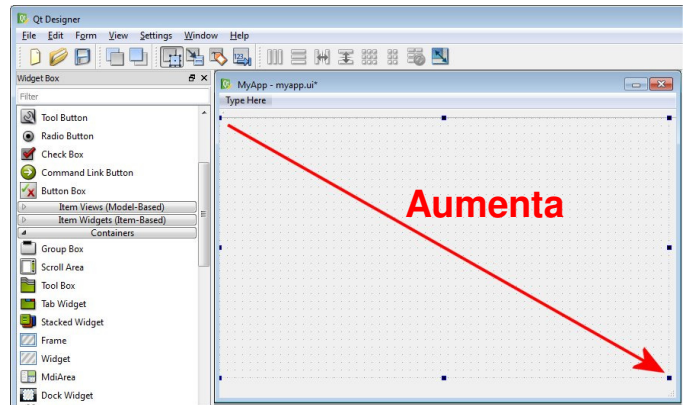 Qt Designer
File Edit Form View Settings Window Help
Widget Box
Filter
Tool Button
Radio Button
Check Box
Command Link Button
Button Box
Item Views (Model-Based)
Item Widgets (Item-Based)
Containers
Group Box
Scroll Area
Tool Box
Tab Widget
Stacked Widget
Frame
Widget
MdiArea
Dock Widget
MyApp - myapp.ui*
Type Here
Aumenta